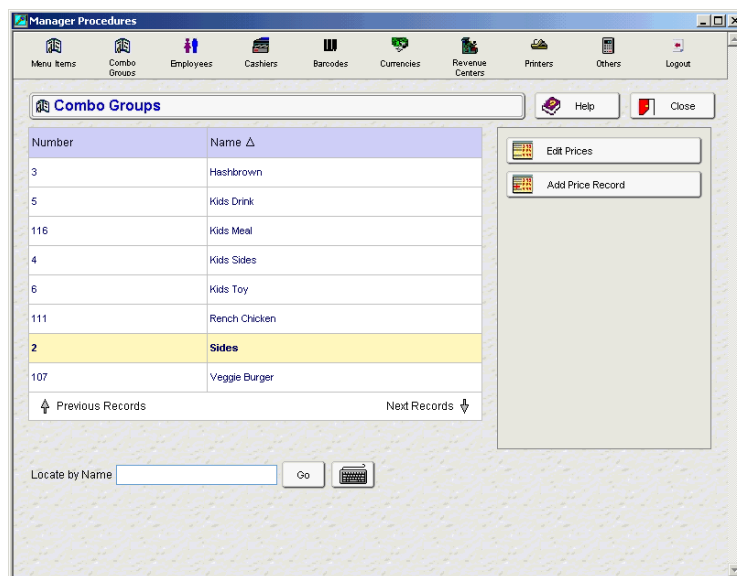 Manager Procedures
Menu Items
Combo
Groups
Employees
Cashiers
Barcodes
Currencies
Revenue
Centers
Printers
Others
Logout
Combo Groups
Help
Close
Number Name
3 Hashbrown
5 Kids Drink
116 Kids Meal
4 Kids Sides
6 Kids Toy
111 Rench Chicken
2 Sides
107 Veggie Burger
Previous Records Next Records
Edit Prices
Add Price Record
Locate by Name Go